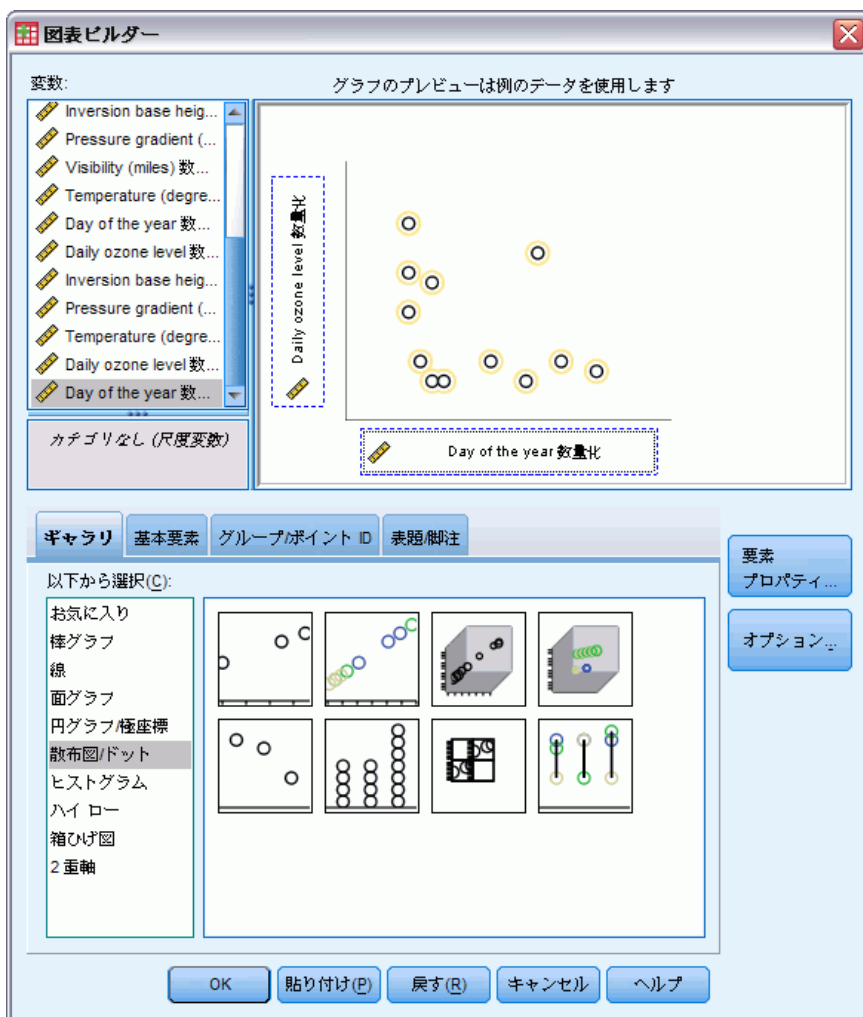 図表ビルダー
変数:
グラフのプレビューは例のデータを使用します
Inversion base heig...
Pressure gradient (...
Visibility (miles) 数...
Temperature (degre...
Day of the year 数...
Daily ozone level 数...
Inversion base heig...
Pressure gradient (...
Temperature (degre...
Daily ozone level 数...
Day of the year 数...
カテゴリなし (尺度変数)
Daily ozone level 数量化
Day of the year 数量化
ギャラリ
基本要素
グループ/ポイント ID
表題/脚注
以下から選択(C):
お気に入り
棒グラフ
線
面グラフ
円グラフ/極座標
散布図/ドット
ヒストグラム
ハイ ロー
箱ひげ図
2 重軸
要素
プロパティ...
オプション...
OK
貼り付け(P)
戻す(R)
キャンセル
ヘルプ